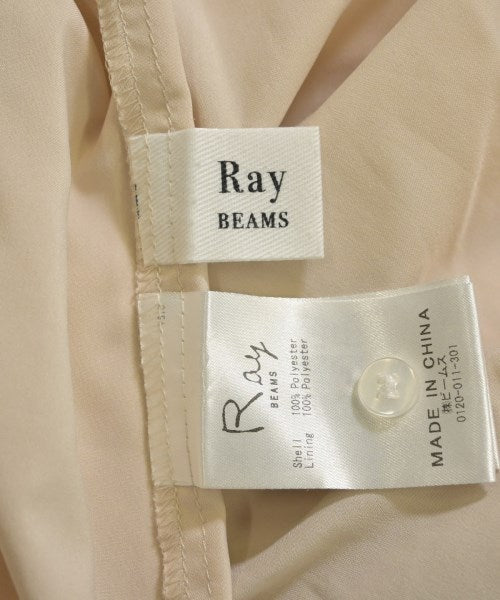 Ray
BEAMS
Ray
BEAMS
Shell 100% Polyester
Lining 100% Polyester
MADE IN CHINA
㈱ビームス
0120-011-301